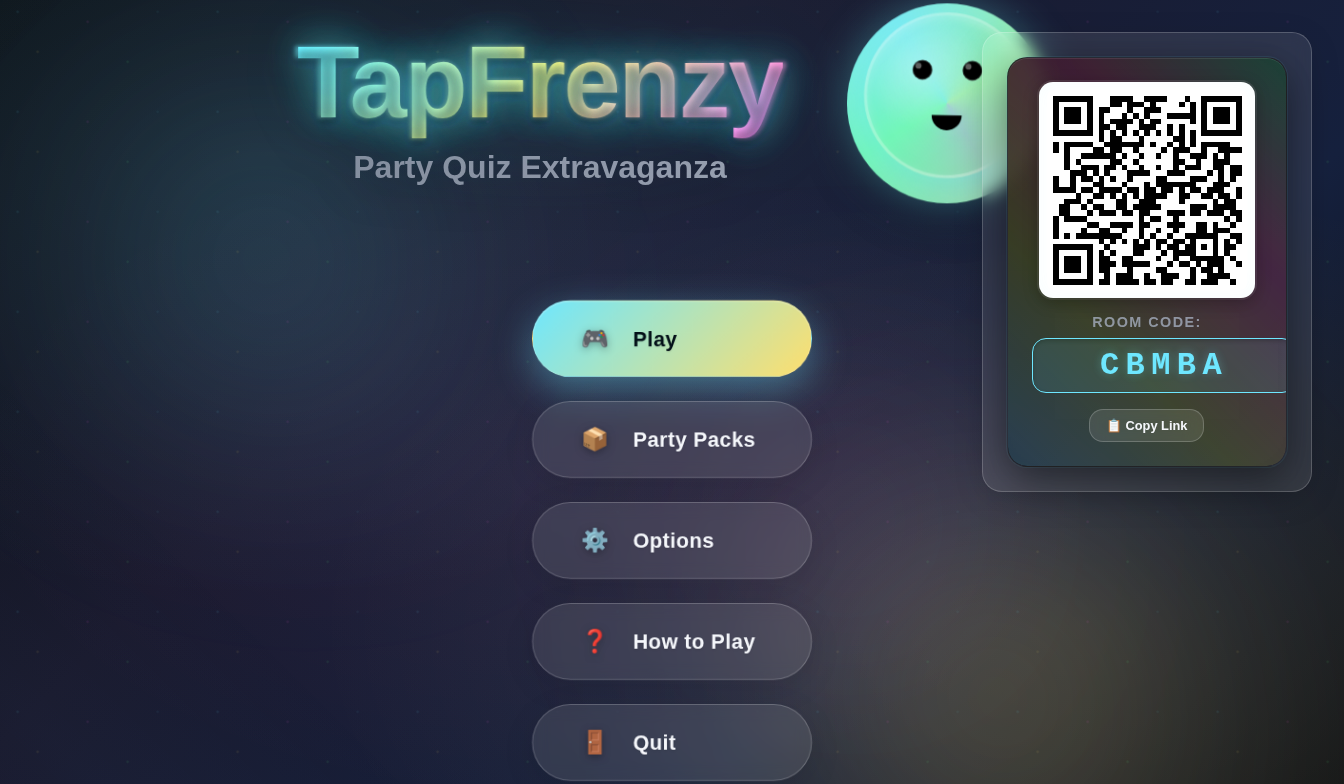 TapFrenzy
Party Quiz Extravaganza
Play
Party Packs
Options
How to Play
Quit
ROOM CODE:
CBMBA
Copy Link